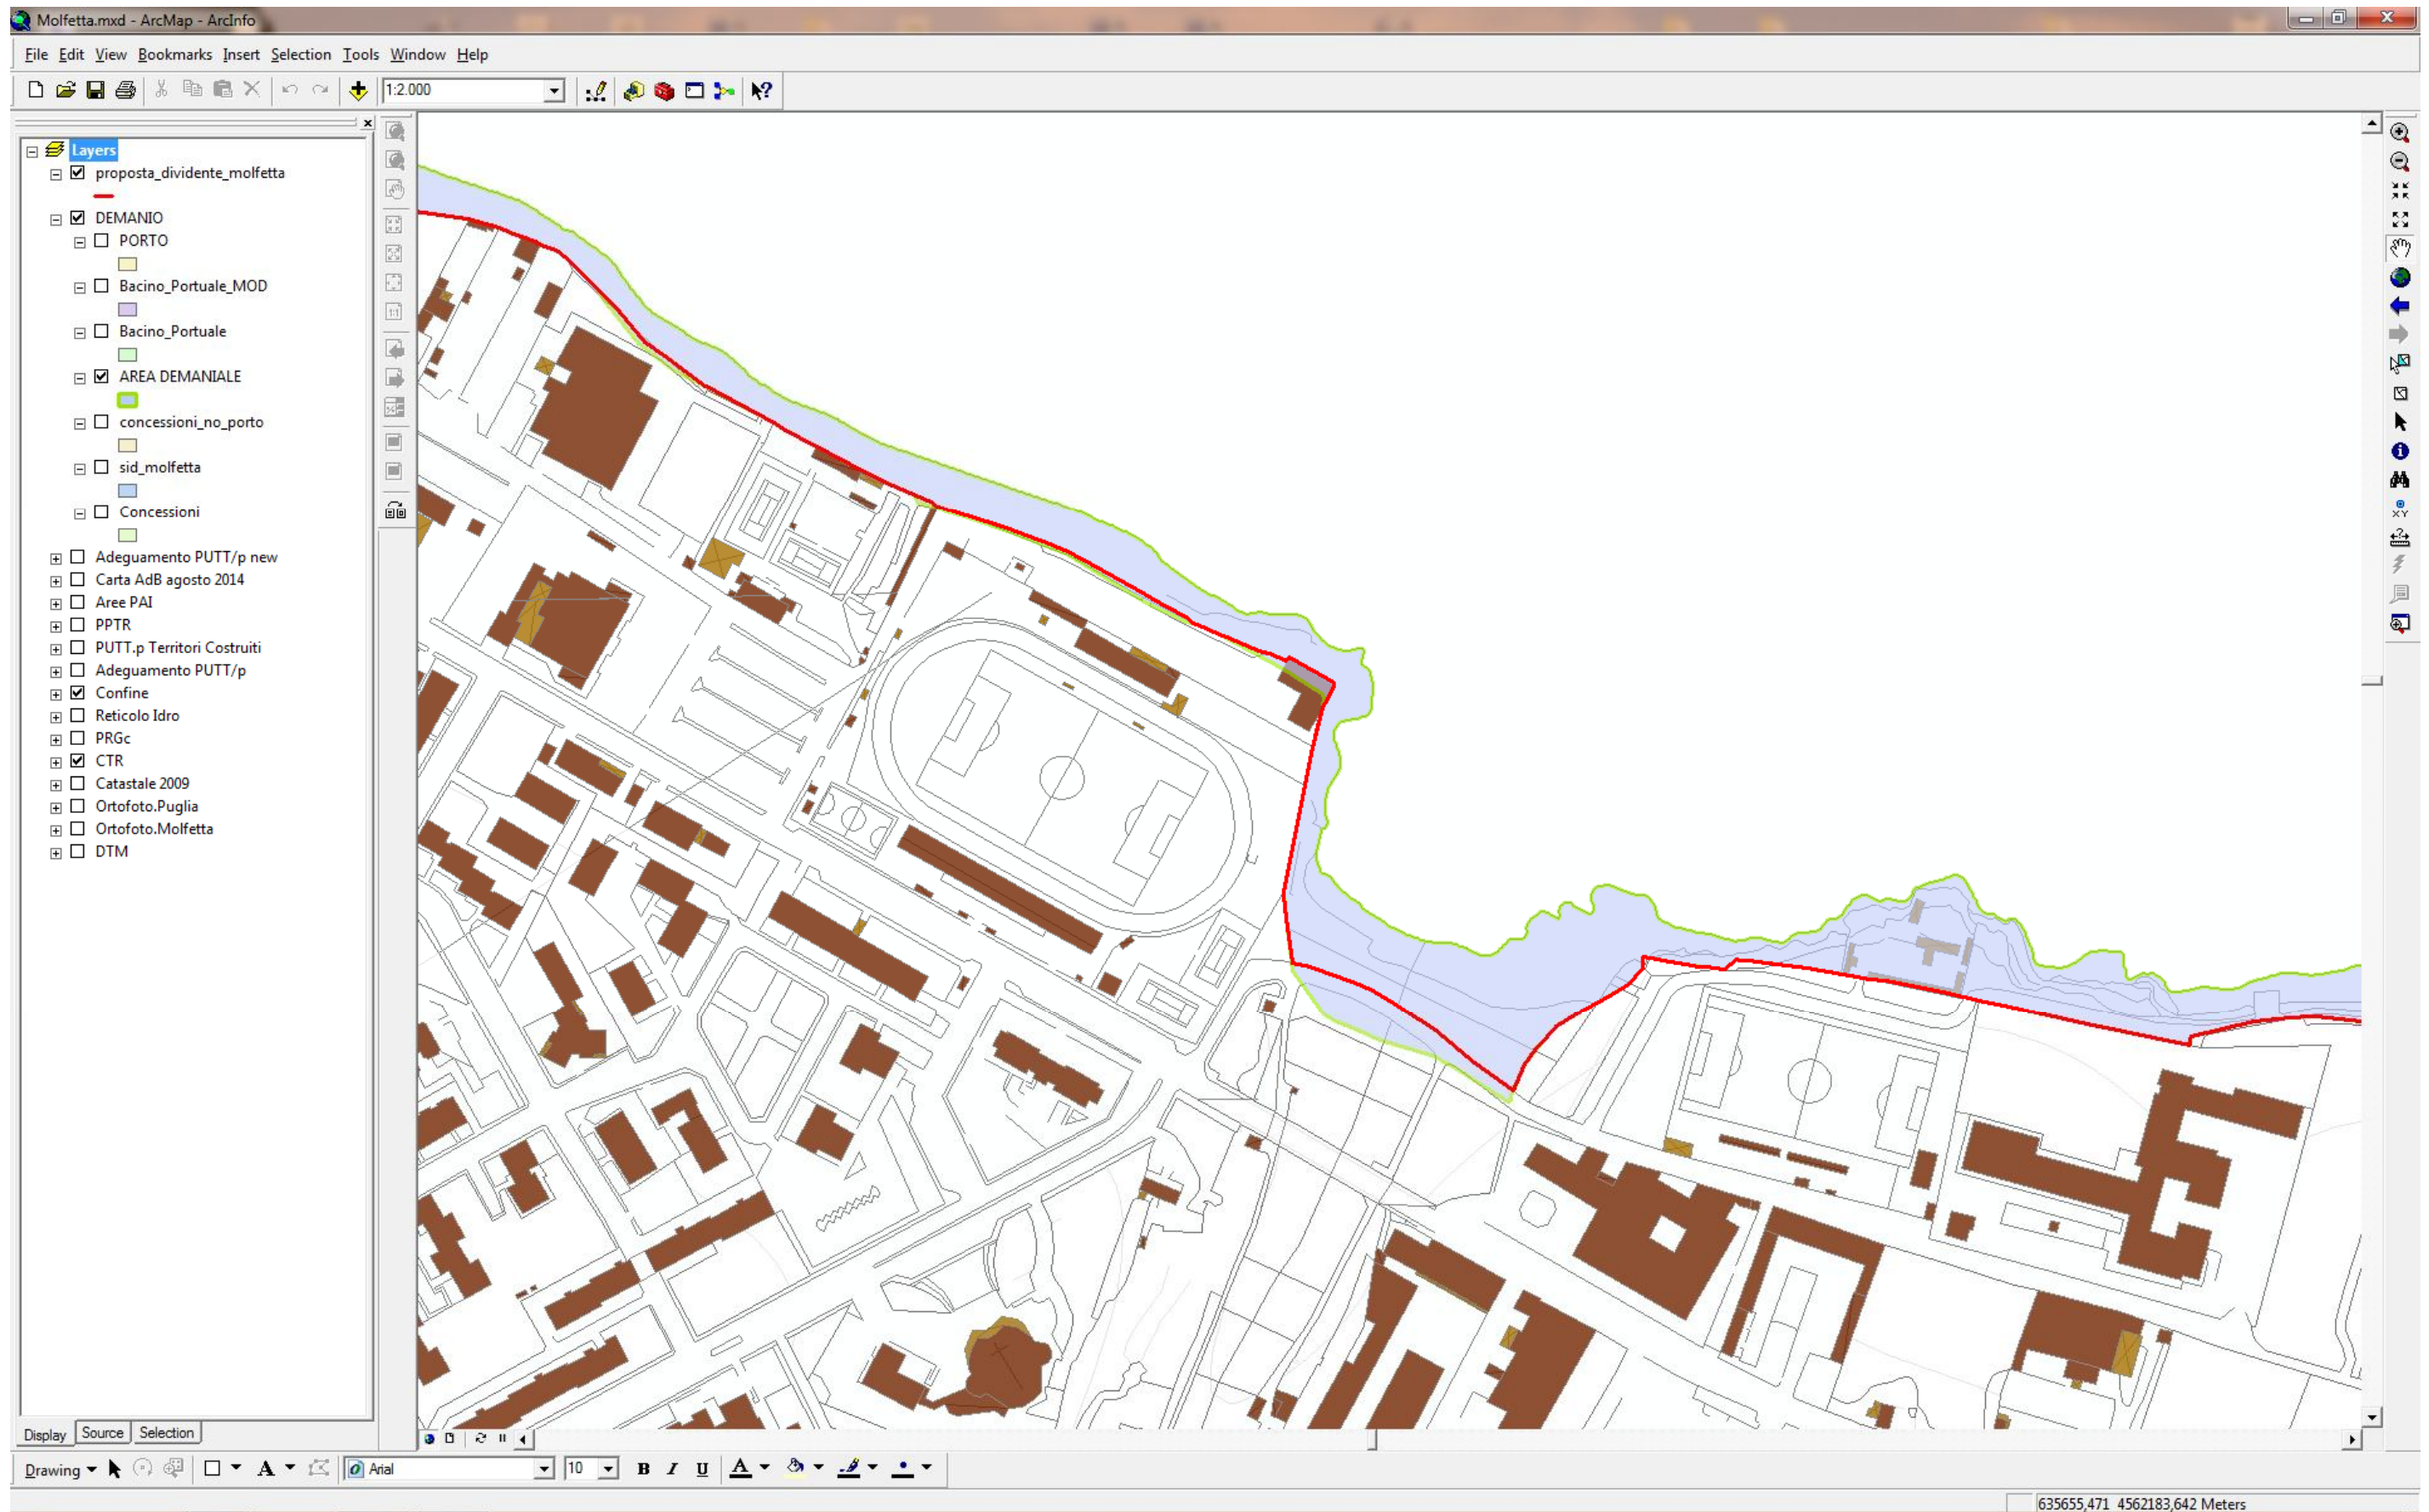 Molfetta.mxd - ArcMap - ArcInfo
File Edit View Bookmarks Insert Selection Tools Window Help
1:2.000
Layers
proposta_dividente_molfetta
DEMANIO
PORTO
Bacino_Portuale_MOD
Bacino_Portuale
AREA DEMANIALE
concessioni_no_porto
sid_molfetta
Concessioni
Adeguamento PUTT/p new
Carta AdB agosto 2014
Aree PAI
PPTR
PUTT.p Territori Costruiti
Adeguamento PUTT/p
Confine
Reticolo Idro
PRGc
CTR
Catastale 2009
Ortofoto.Puglia
Ortofoto.Molfetta
DTM
1:1
XY
Display Source Selection
Drawing A Arial 10 B I U A
635655,471 4562183,642 Meters